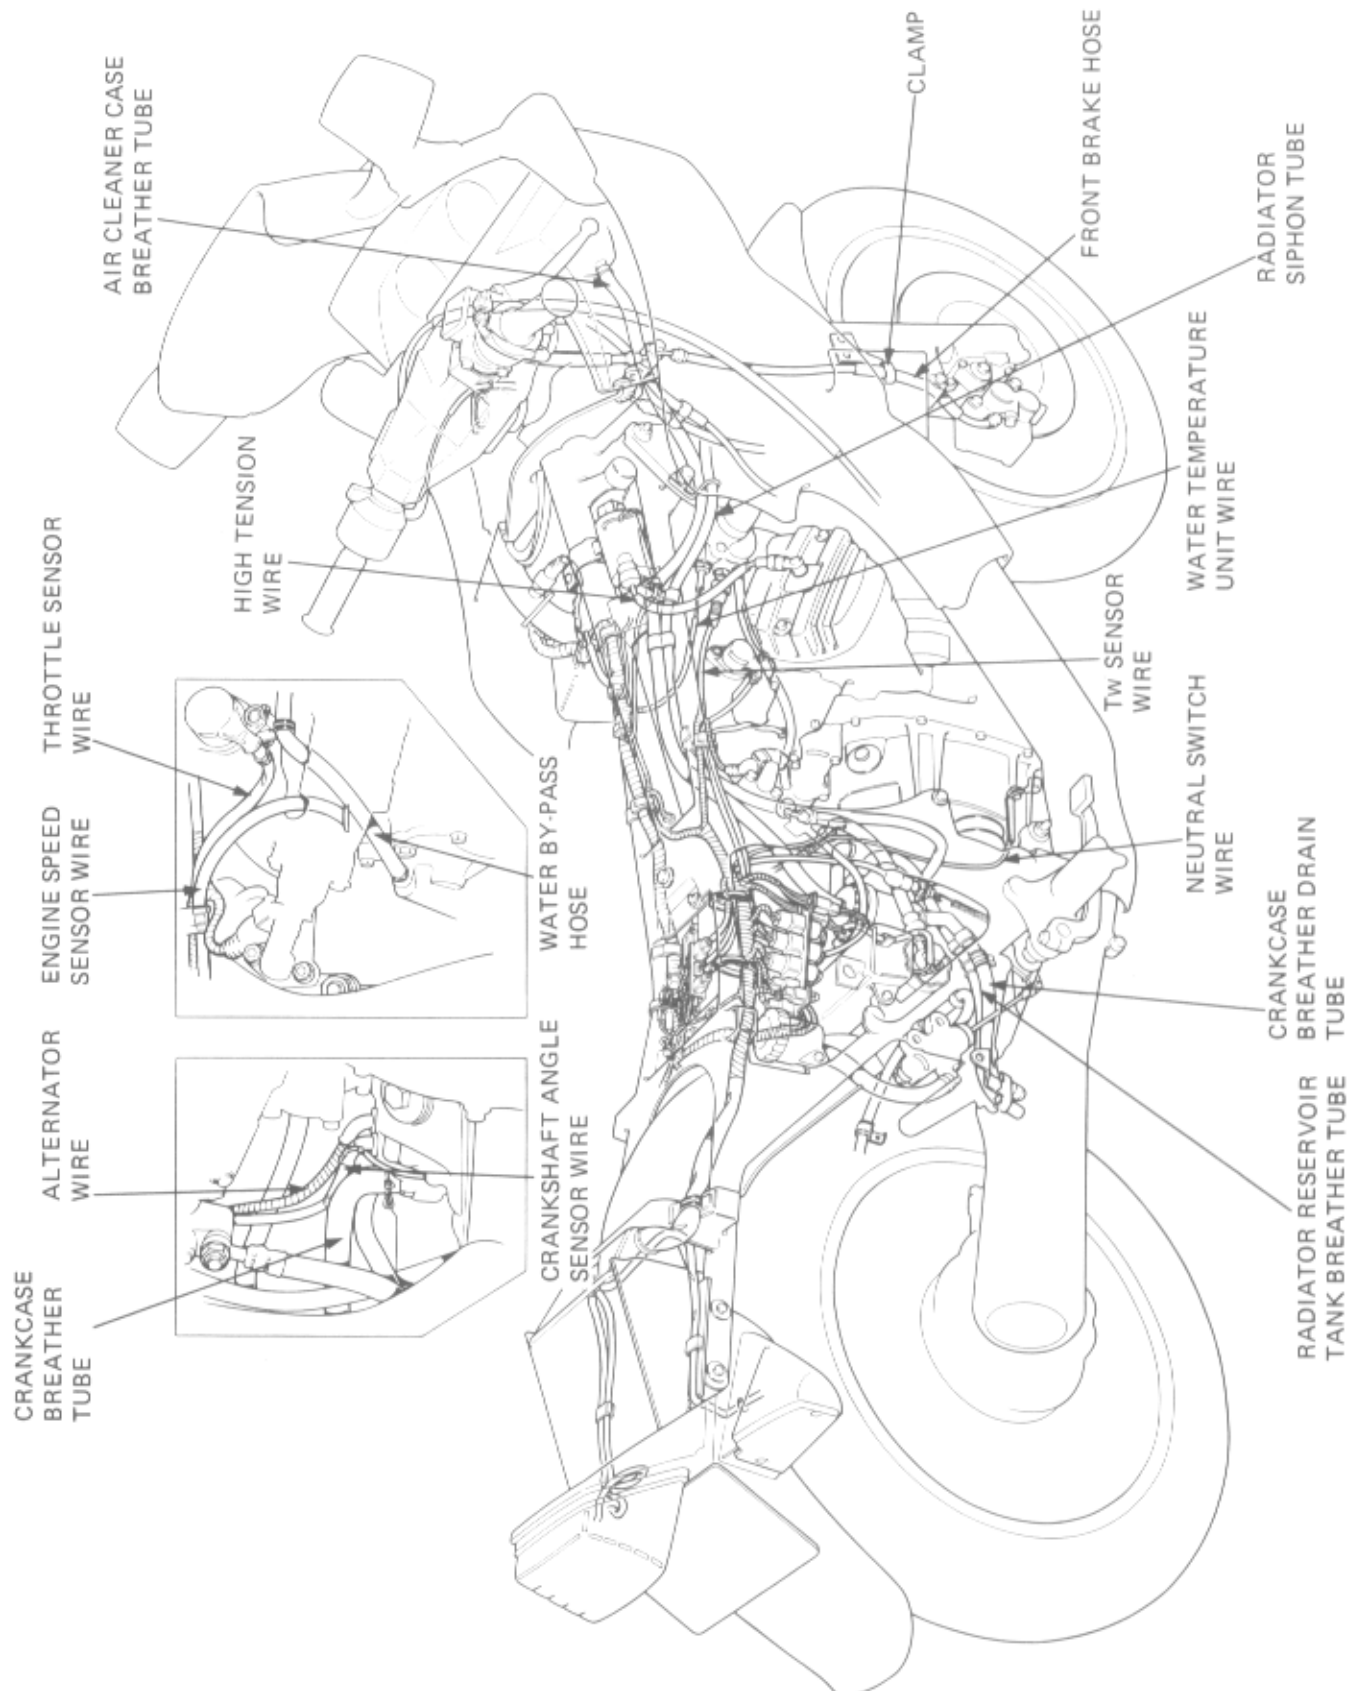 CRANKCASE
BREATHER
TUBE
ALTERNATOR
WIRE
ENGINE SPEED
SENSOR WIRE
THROTTLE SENSOR
WIRE
AIR CLEANER CASE
BREATHER TUBE
HIGH TENSION
WIRE
CRANKSHAFT ANGLE
SENSOR WIRE
WATER BY-PASS
HOSE
CLAMP
FRONT BRAKE HOSE
RADIATOR
SIPHON TUBE
WATER TEMPERATURE
UNIT WIRE
Tw SENSOR
WIRE
NEUTRAL SWITCH
WIRE
CRANKCASE
BREATHER DRAIN
TUBE
RADIATOR RESERVOIR
TANK BREATHER TUBE